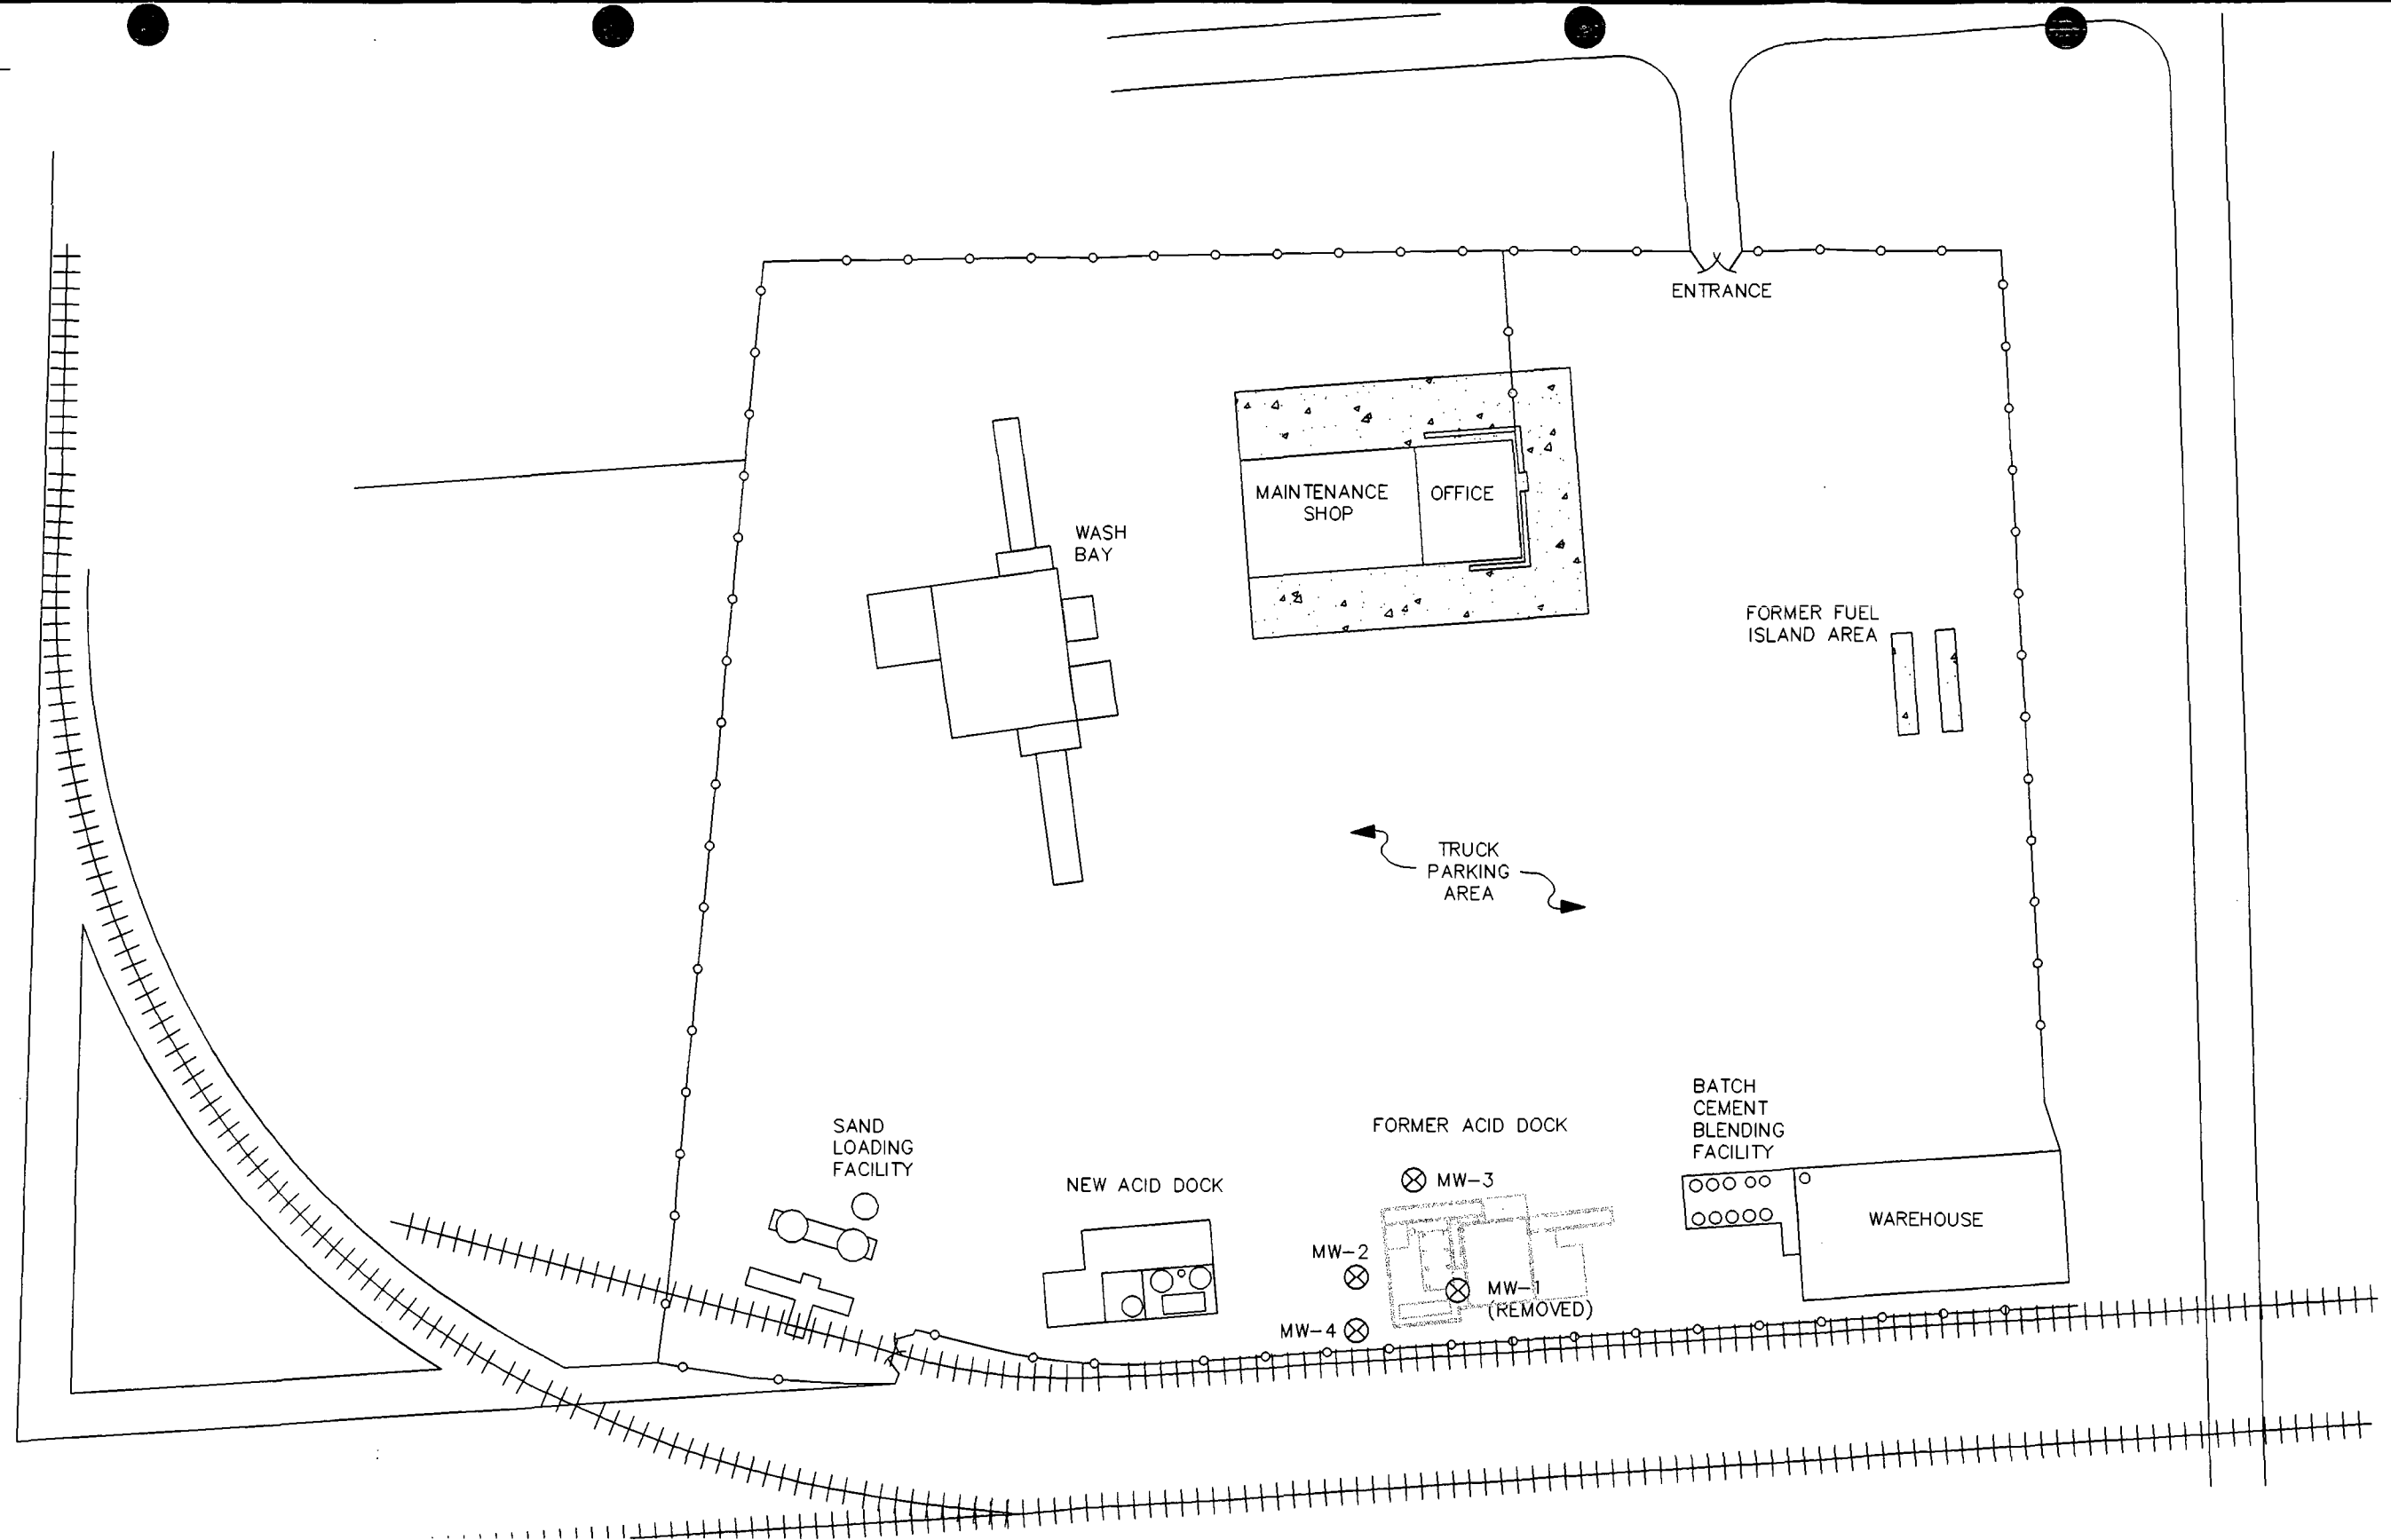 ENTRANCE
MAINTENANCE
SHOP
OFFICE
WASH
BAY
FORMER FUEL
ISLAND AREA
TRUCK
PARKING
AREA
BATCH
CEMENT
BLENDING
FACILITY
SAND
LOADING
FACILITY
FORMER ACID DOCK
NEW ACID DOCK
MW-3
WAREHOUSE
MW-2
MW-1
(REMOVED)
MW-4